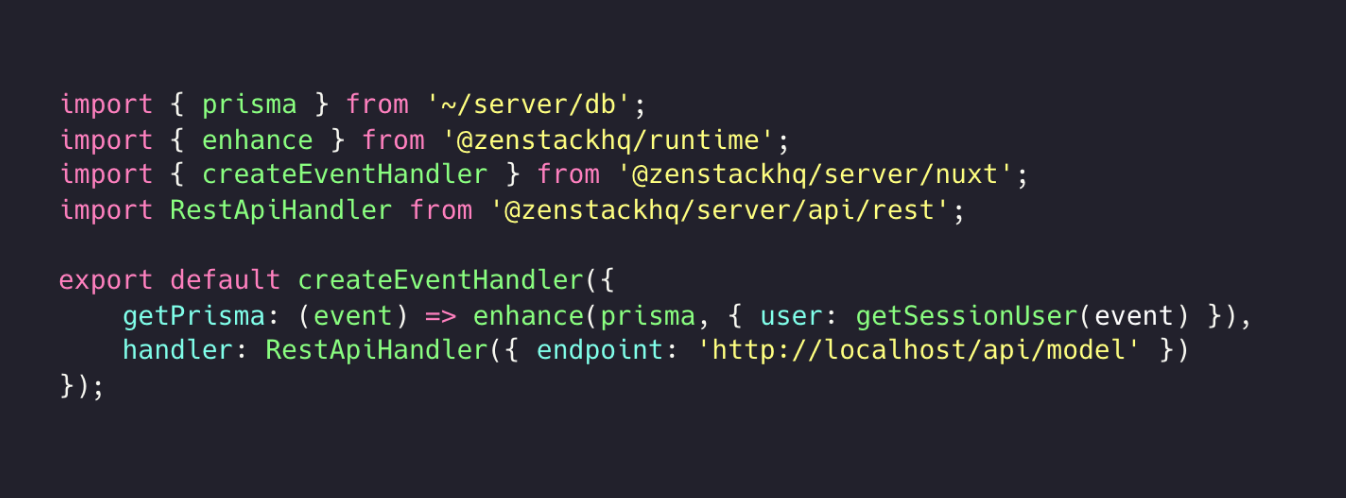 import { prisma } from '~/server/db';
import { enhance } from '@zenstackhq/runtime';
import { createEventHandler } from '@zenstackhq/server/nuxt';
import RestApiHandler from '@zenstackhq/server/api/rest';

export default createEventHandler({
    getPrisma: (event) => enhance(prisma, { user: getSessionUser(event) }),
    handler: RestApiHandler({ endpoint: 'http://localhost/api/model' })
});